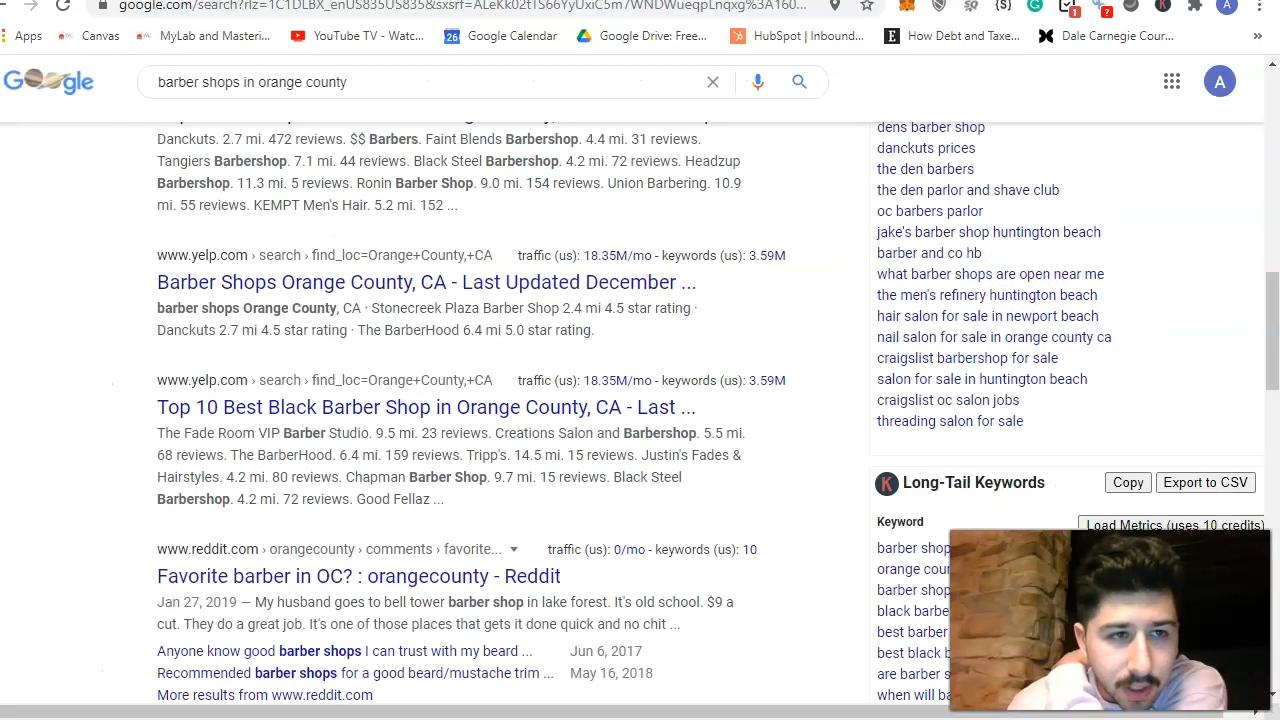 google.com/search?rlz=1C1DLBX_enUS835US835&sxsrf=ALeKk02tTS66YyUxiC5m7WNDWueqpLnqxg%3A160...
Apps Canvas MyLab and Masteri... YouTube TV - Watc... 26 Google Calendar Google Drive: Free... HubSpot | Inbound... How Debt and Taxe... Dale Carnegie Cour... »
Google barber shops in orange county A
Danckuts. 2.7 mi. 472 reviews. $$ Barbers. Faint Blends Barbershop. 4.4 mi. 31 reviews.
Tangiers Barbershop. 7.1 mi. 44 reviews. Black Steel Barbershop. 4.2 mi. 72 reviews. Headzup
Barbershop. 11.3 mi. 5 reviews. Ronin Barber Shop. 9.0 mi. 154 reviews. Union Barbering. 10.9
mi. 55 reviews. KEMPT Men's Hair. 5.2 mi. 152 ...
www.yelp.com › search › find_loc=Orange+County,+CA traffic (us): 18.35M/mo - keywords (us): 3.59M
Barber Shops Orange County, CA - Last Updated December ...
barber shops Orange County, CA · Stonecreek Plaza Barber Shop 2.4 mi 4.5 star rating ·
Danckuts 2.7 mi 4.5 star rating · The BarberHood 6.4 mi 5.0 star rating.
www.yelp.com › search › find_loc=Orange+County,+CA traffic (us): 18.35M/mo - keywords (us): 3.59M
Top 10 Best Black Barber Shop in Orange County, CA - Last ...
The Fade Room VIP Barber Studio. 9.5 mi. 23 reviews. Creations Salon and Barbershop. 5.5 mi.
68 reviews. The BarberHood. 6.4 mi. 159 reviews. Tripp's. 14.5 mi. 15 reviews. Justin's Fades &
Hairstyles. 4.2 mi. 80 reviews. Chapman Barber Shop. 9.7 mi. 15 reviews. Black Steel
Barbershop. 4.2 mi. 72 reviews. Good Fellaz ...
www.reddit.com › orangecounty › comments › favorite... traffic (us): 0/mo - keywords (us): 10
Favorite barber in OC? : orangecounty - Reddit
Jan 27, 2019 — My husband goes to bell tower barber shop in lake forest. It's old school. $9 a
cut. They do a great job. It's one of those places that gets it done quick and no chit ...
Anyone know good barber shops I can trust with my beard ... Jun 6, 2017
Recommended barber shops for a good beard/mustache trim ... May 16, 2018
More results from www.reddit.com
dens barber shop
danckuts prices
the den barbers
the den parlor and shave club
oc barbers parlor
jake's barber shop huntington beach
barber and co hb
what barber shops are open near me
the men's refinery huntington beach
hair salon for sale in newport beach
nail salon for sale in orange county ca
craigslist barbershop for sale
salon for sale in huntington beach
craigslist oc salon jobs
threading salon for sale
K Long-Tail Keywords Copy Export to CSV
Keyword Load Metrics (uses 10 credits)
barber shop
orange cour
barber shop
black barbe
best barber
best black b
are barber s
when will ba